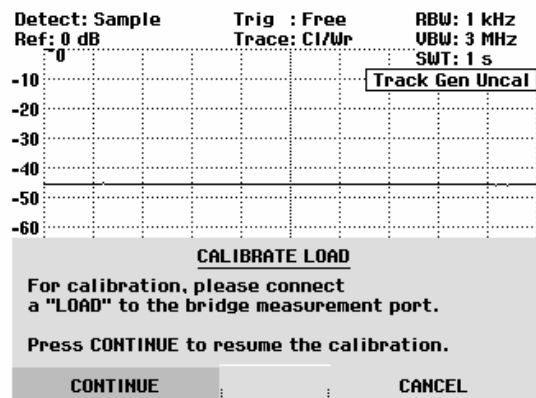 Detect: Sample Trig : Free RBW: 1 kHz
Ref: 0 dB Trace: Cl/Wr VBW: 3 MHz
SWT: 1 s
0
Track Gen Uncal
-10
-20
-30
-40
-50
-60
CALIBRATE LOAD
For calibration, please connect
a "LOAD" to the bridge measurement port.
Press CONTINUE to resume the calibration.
CONTINUE CANCEL